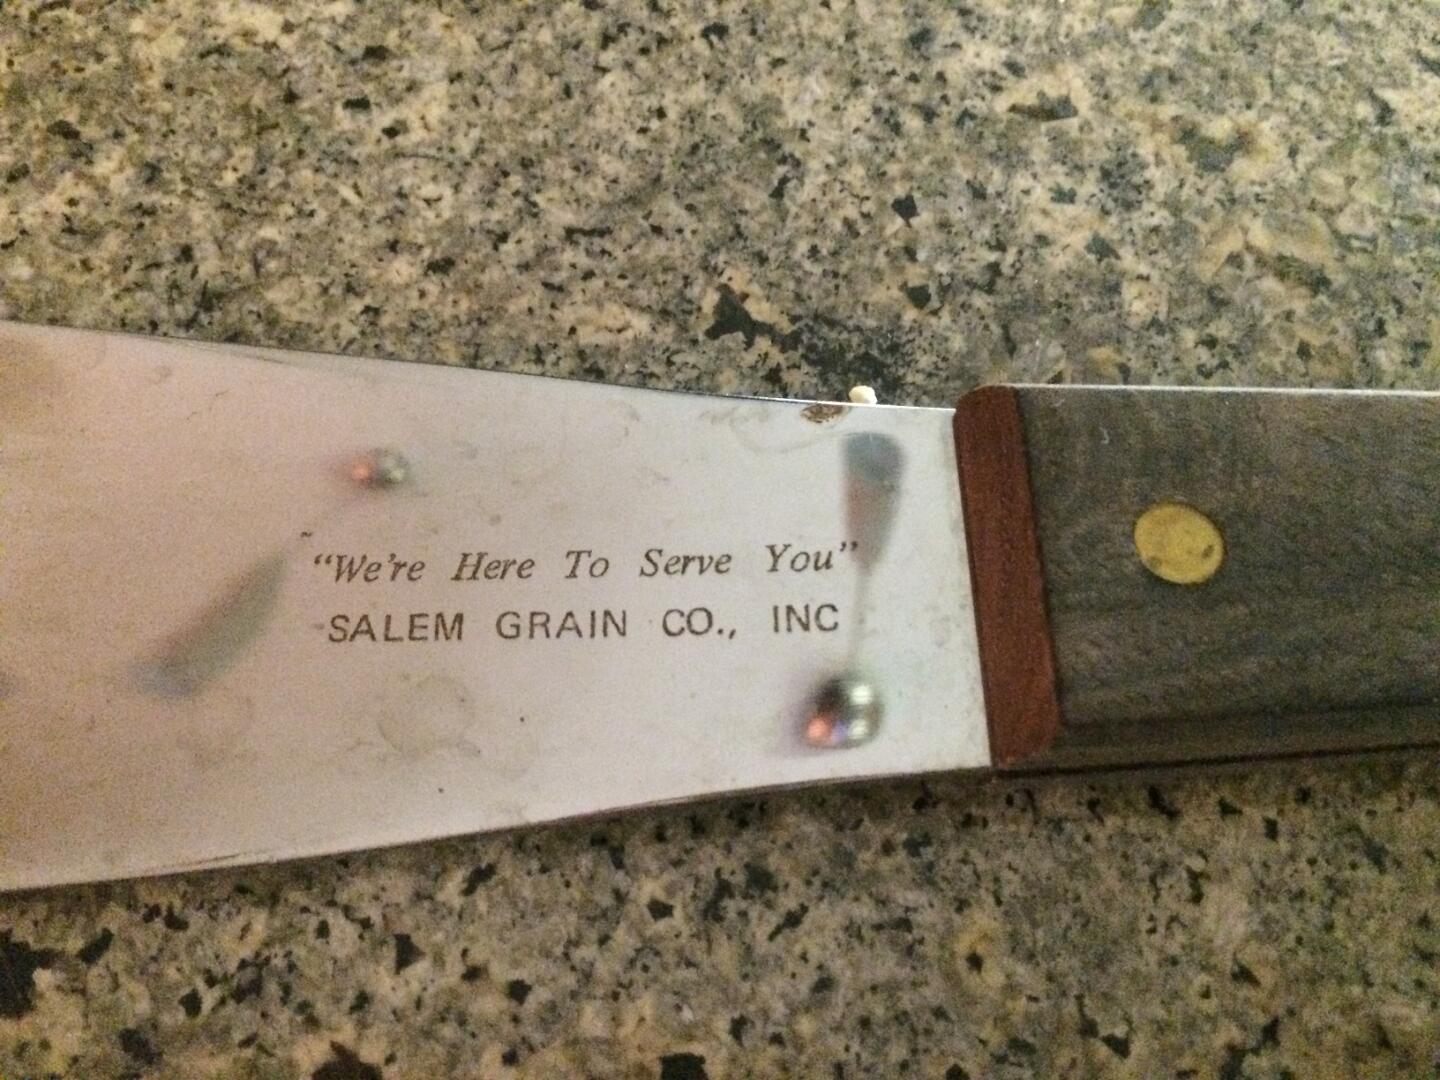 “We’re Here To Serve You”
SALEM GRAIN CO., INC